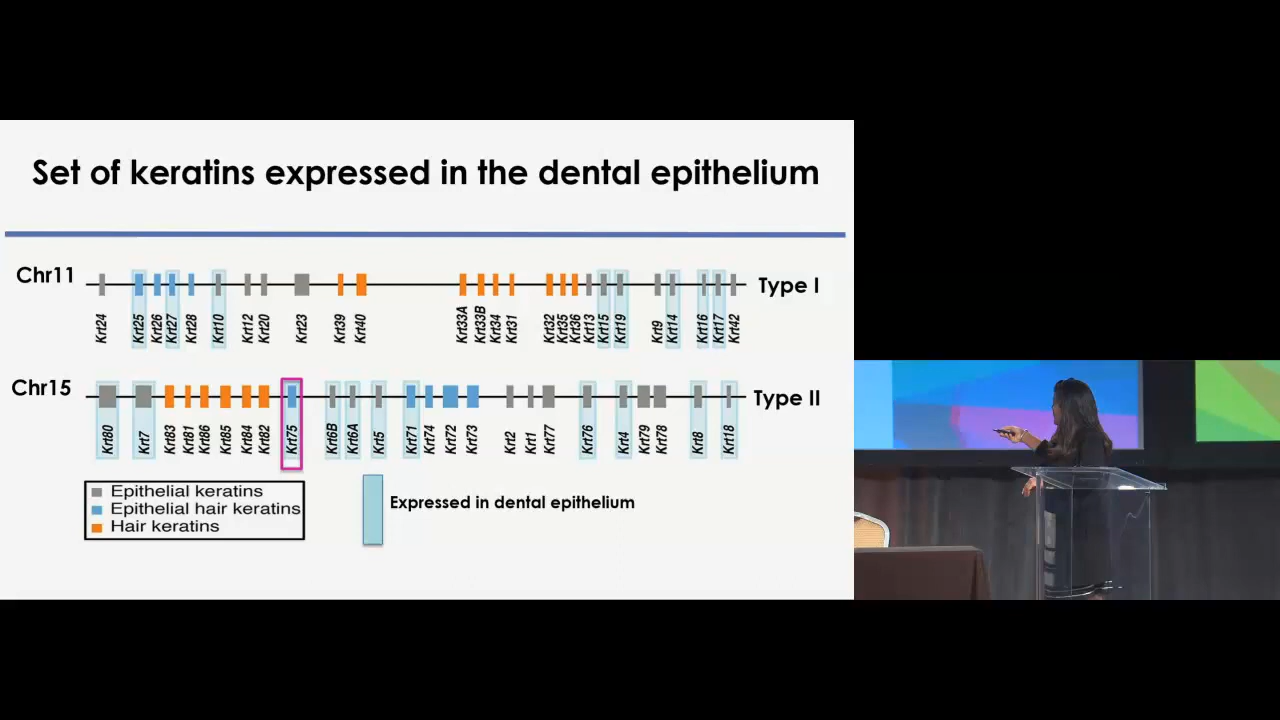 Set of keratins expressed in the dental epithelium
Chr11
Type I
Krt24 Krt25 Krt26 Krt27 Krt28 Krt10 Krt12 Krt20 Krt23 Krt39 Krt40 Krt33A Krt33B Krt34 Krt31 Krt32 Krt35 Krt36 Krt13 Krt15 Krt19 Krt9 Krt14 Krt16 Krt17 Krt42
Chr15
Type II
Krt80 Krt7 Krt83 Krt81 Krt86 Krt85 Krt84 Krt82 Krt75 Krt6B Krt6A Krt5 Krt71 Krt74 Krt72 Krt73 Krt2 Krt1 Krt77 Krt76 Krt4 Krt79 Krt78 Krt8 Krt18
Epithelial keratins
Epithelial hair keratins
Hair keratins
Expressed in dental epithelium